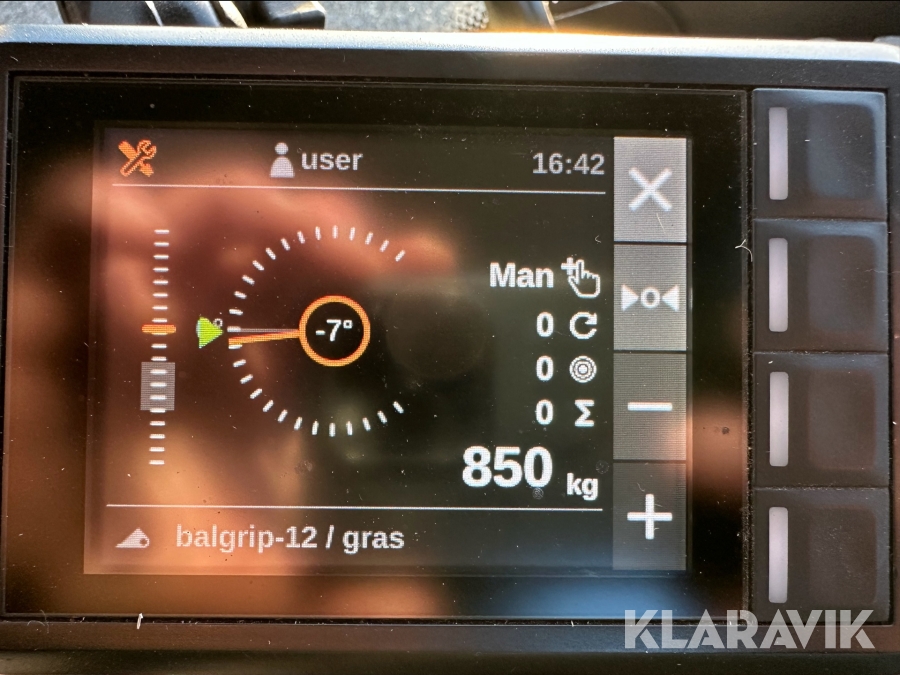 user
16:42
-7°
Man
0
0
0 Σ
850 kg
balgrip-12 / gras
KLARAVIK